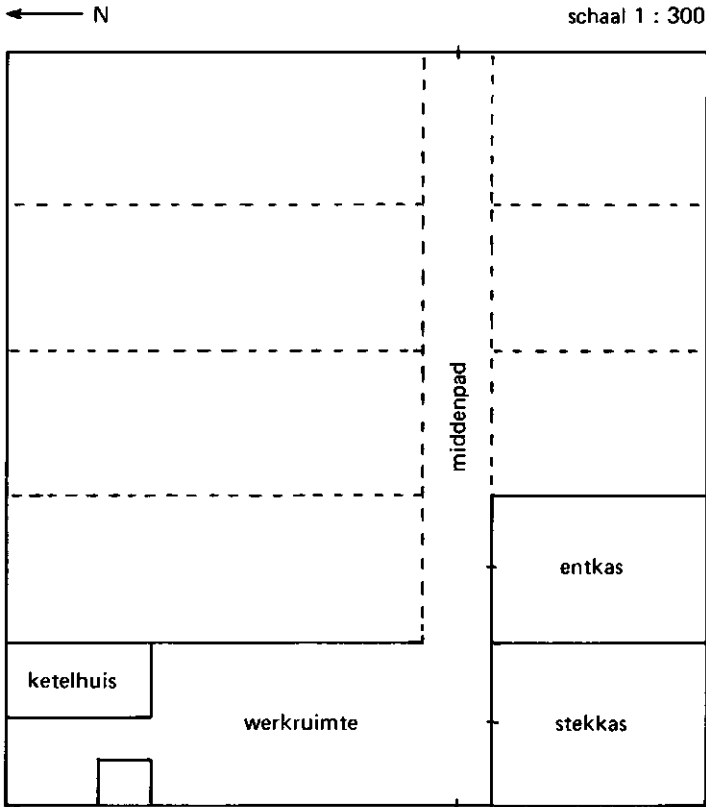 N
schaal 1 : 300
middenpad
entkas
ketelhuis
werkruimte
stekkas